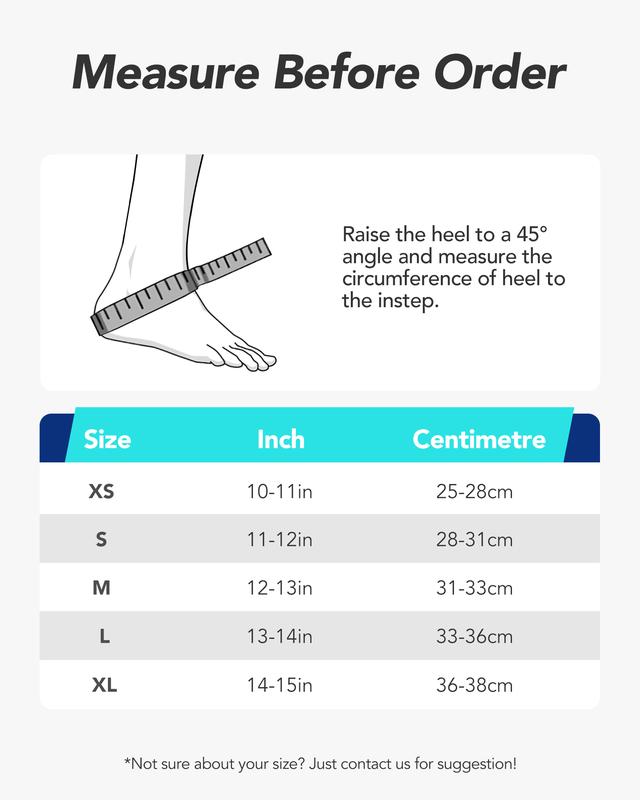 Measure Before Order
Raise the heel to a 45°
angle and measure the
circumference of heel to
the instep.
Size Inch Centimetre
XS 10-11in 25-28cm
S 11-12in 28-31cm
M 12-13in 31-33cm
L 13-14in 33-36cm
XL 14-15in 36-38cm
*Not sure about your size? Just contact us for suggestion!